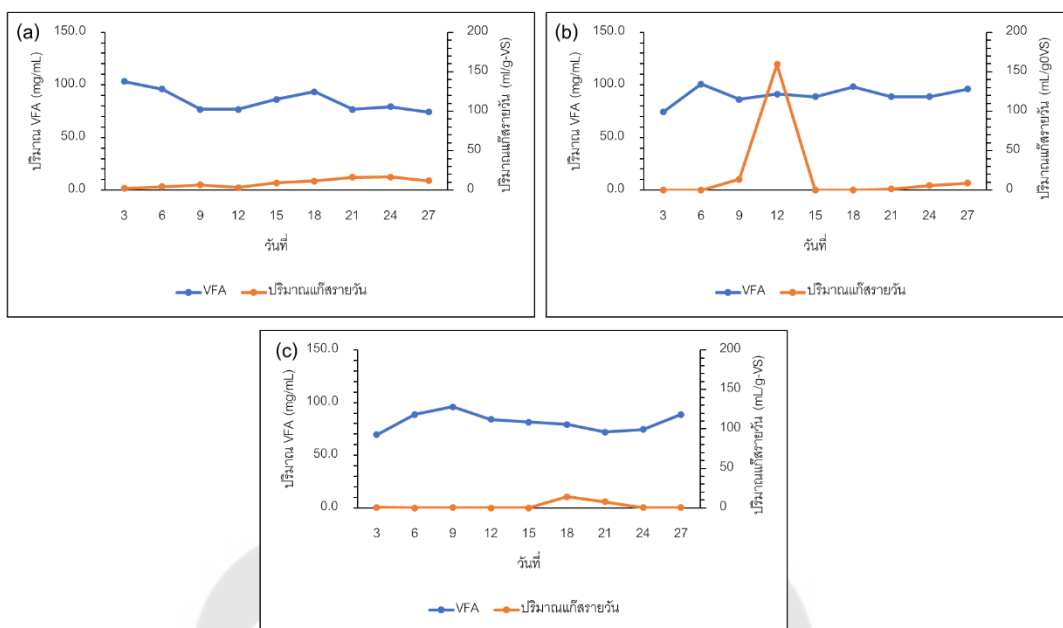 (a)
ปริมาณ VFA (mg/mL)
150.0
100.0
50.0
0.0
200
150
100
50
0
ปริมาณแก๊สรายวัน (ml/g-VS)
3 6 9 12 15 18 21 24 27
วันที่
VFA ปริมาณแก๊สรายวัน
(b)
ปริมาณ VFA (mg/mL)
150.0
100.0
50.0
0.0
200
150
100
50
0
ปริมาณแก๊สรายวัน (mL/g0VS)
3 6 9 12 15 18 21 24 27
วันที่
VFA ปริมาณแก๊สรายวัน
(c)
ปริมาณ VFA (mg/mL)
150.0
100.0
50.0
0.0
200
150
100
50
0
ปริมาณแก๊สรายวัน (mL/g-VS)
3 6 9 12 15 18 21 24 27
วันที่
VFA ปริมาณแก๊สรายวัน